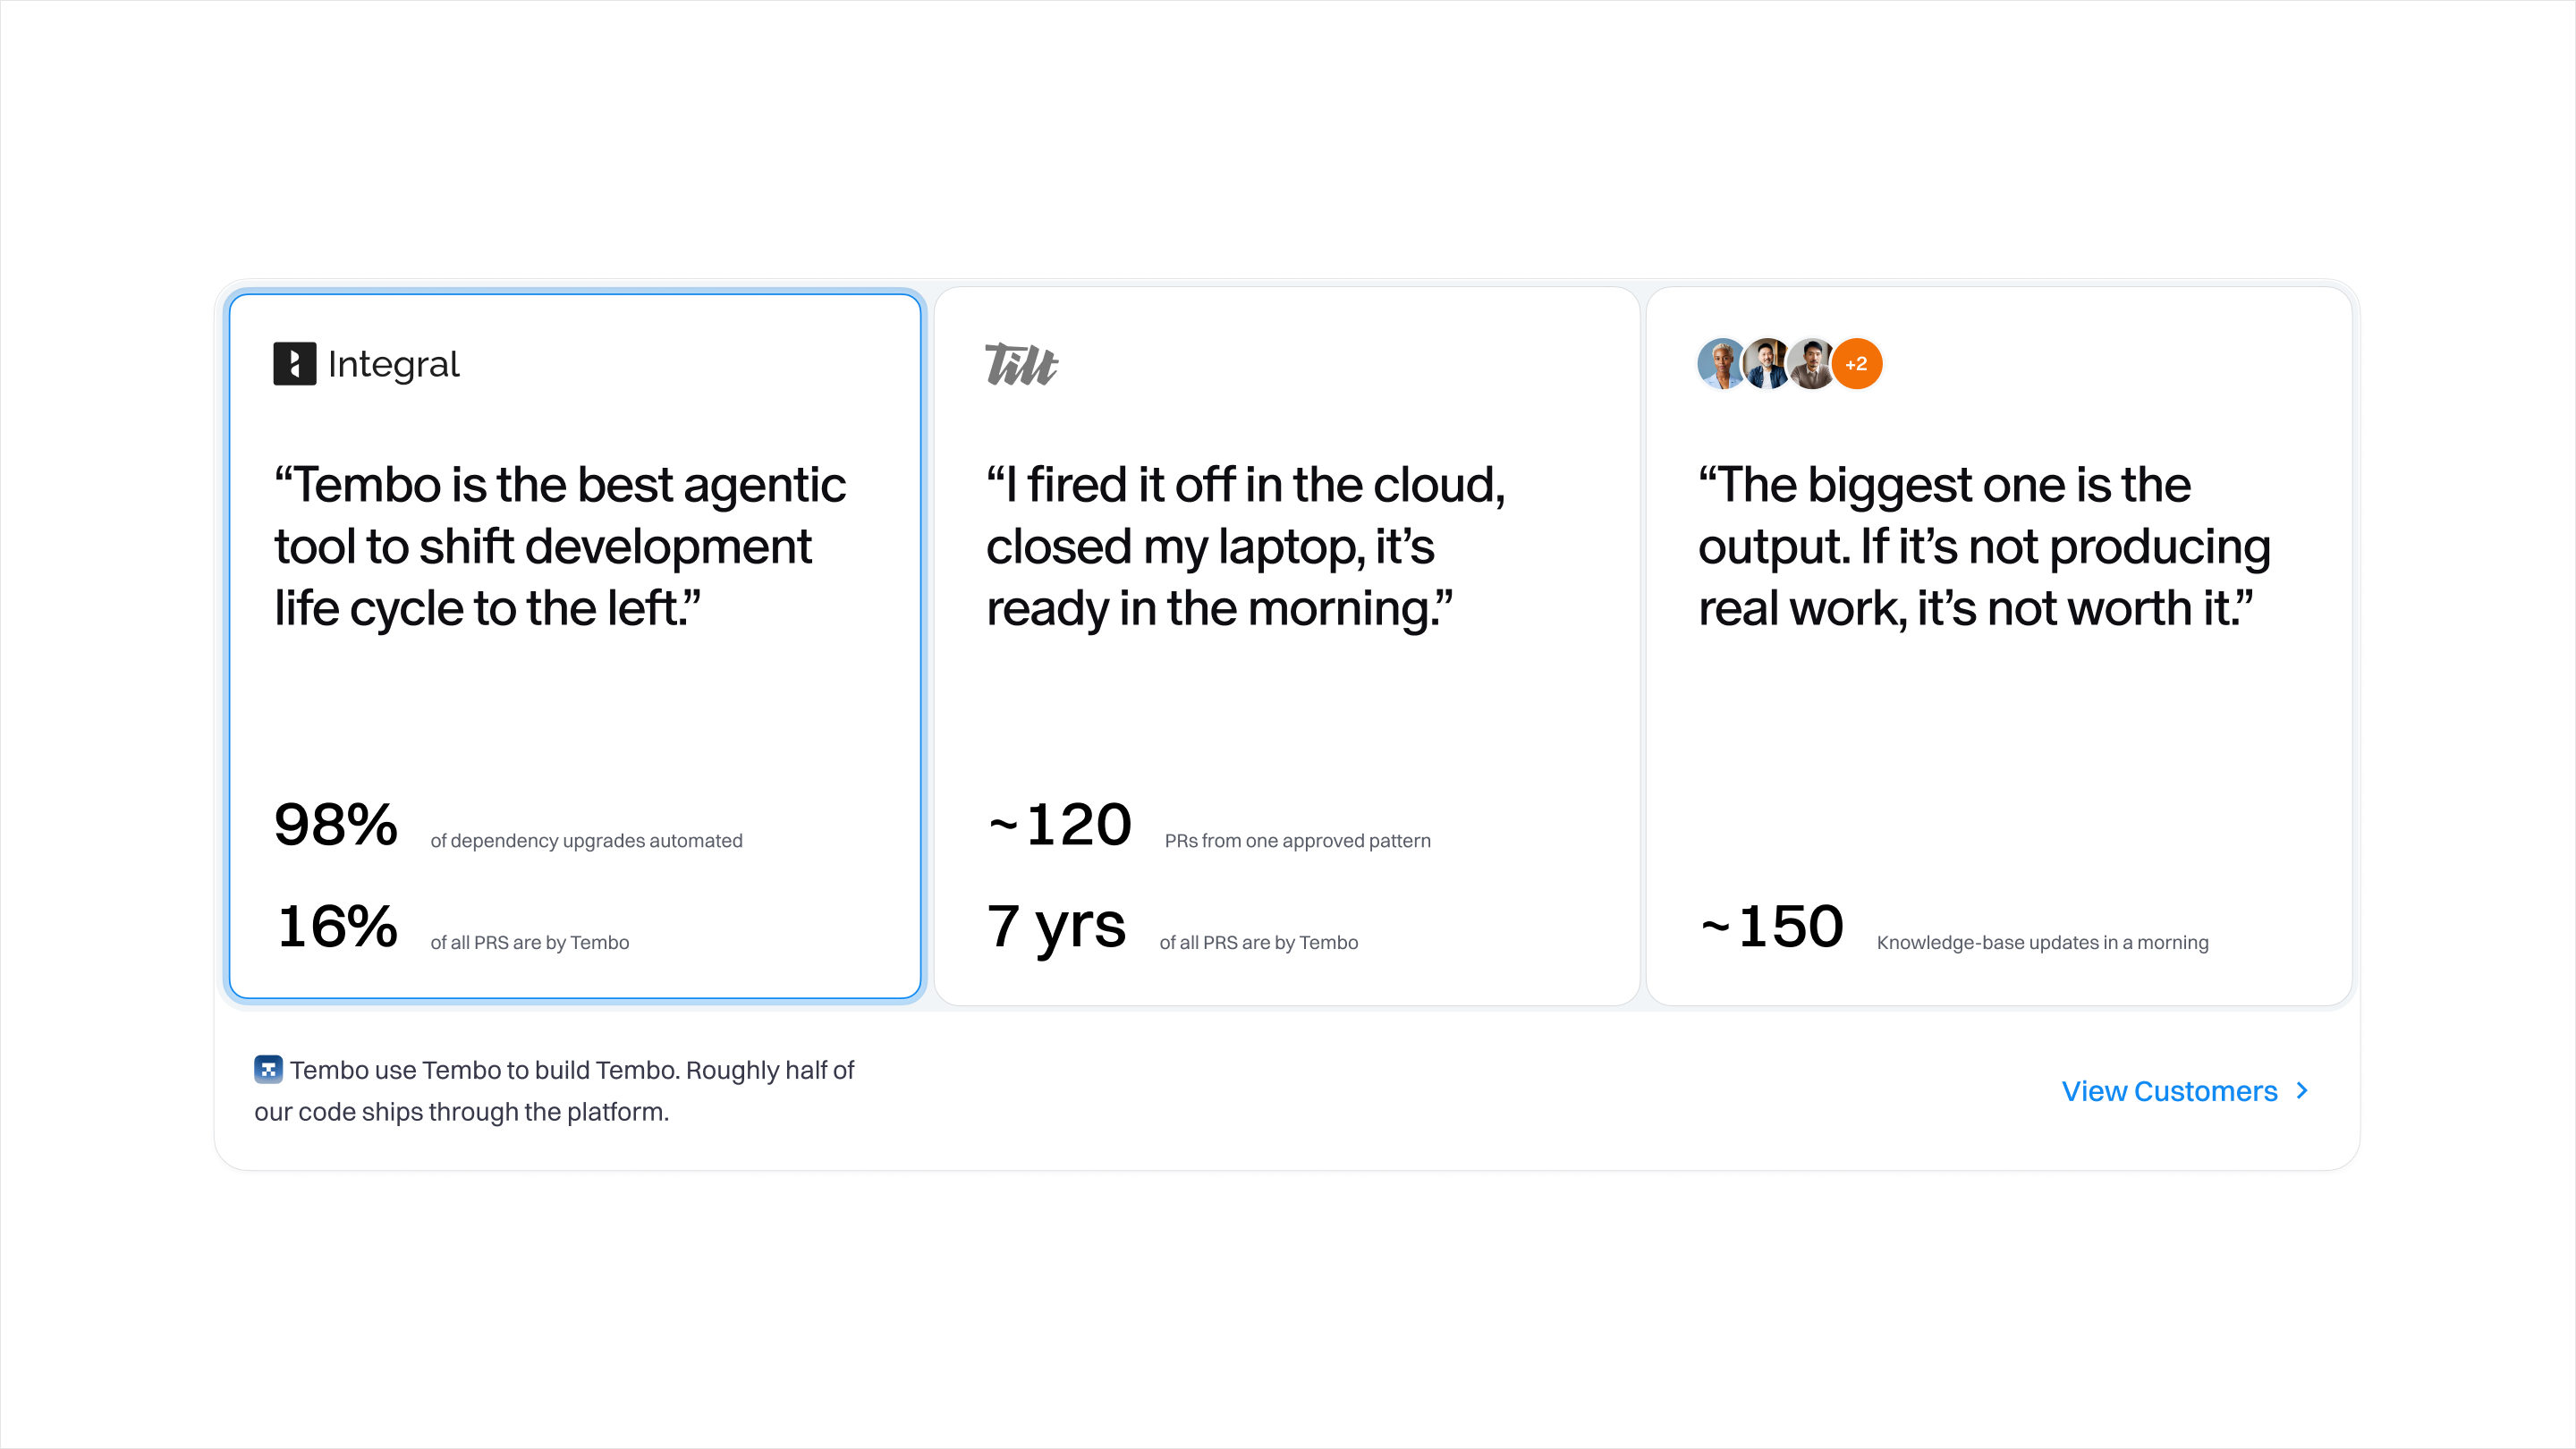 Integral
“Tembo is the best agentic
tool to shift development
life cycle to the left.”
98% of dependency upgrades automated
16% of all PRS are by Tembo
Tilt
“I fired it off in the cloud,
closed my laptop, it’s
ready in the morning.”
~120 PRs from one approved pattern
7 yrs of all PRS are by Tembo
+2
“The biggest one is the
output. If it’s not producing
real work, it’s not worth it.”
~150 Knowledge-base updates in a morning
Tembo use Tembo to build Tembo. Roughly half of
our code ships through the platform.
View Customers